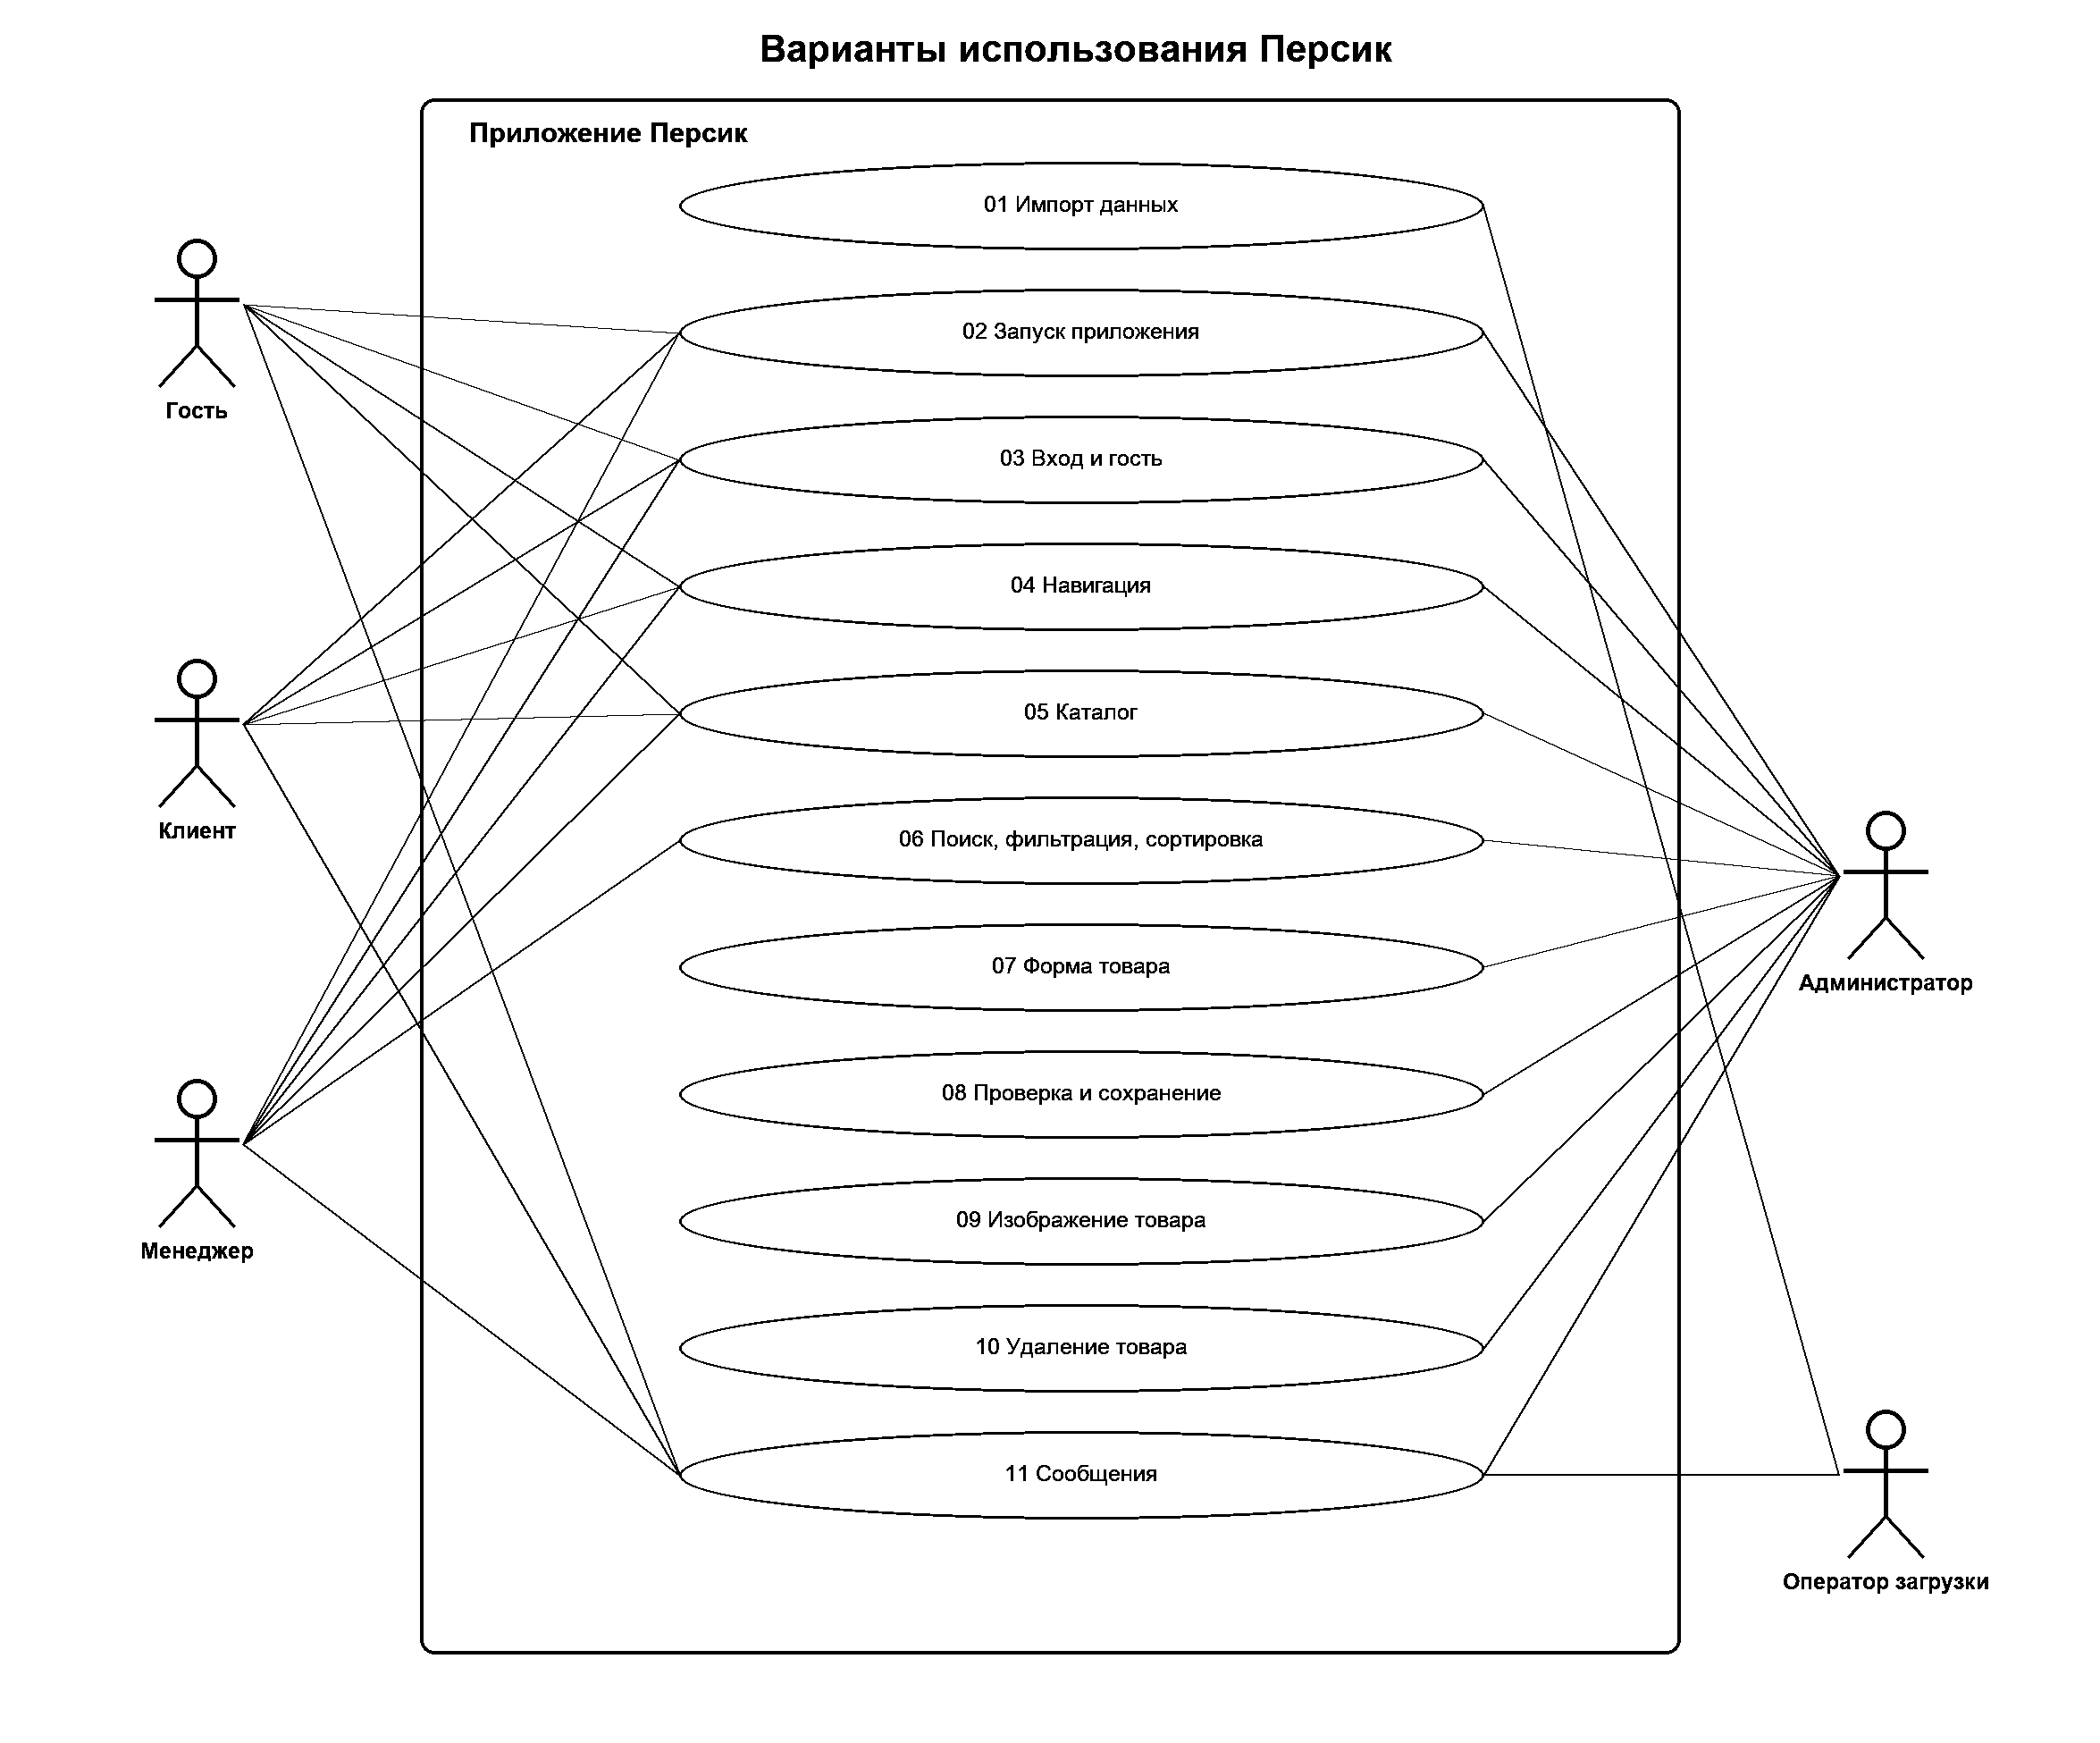 Варианты использования Персик
Приложение Персик
01 Импорт данных
02 Запуск приложения
03 Вход и гость
04 Навигация
05 Каталог
06 Поиск, фильтрация, сортировка
07 Форма товара
08 Проверка и сохранение
09 Изображение товара
10 Удаление товара
11 Сообщения
Гость
Клиент
Менеджер
Администратор
Оператор загрузки